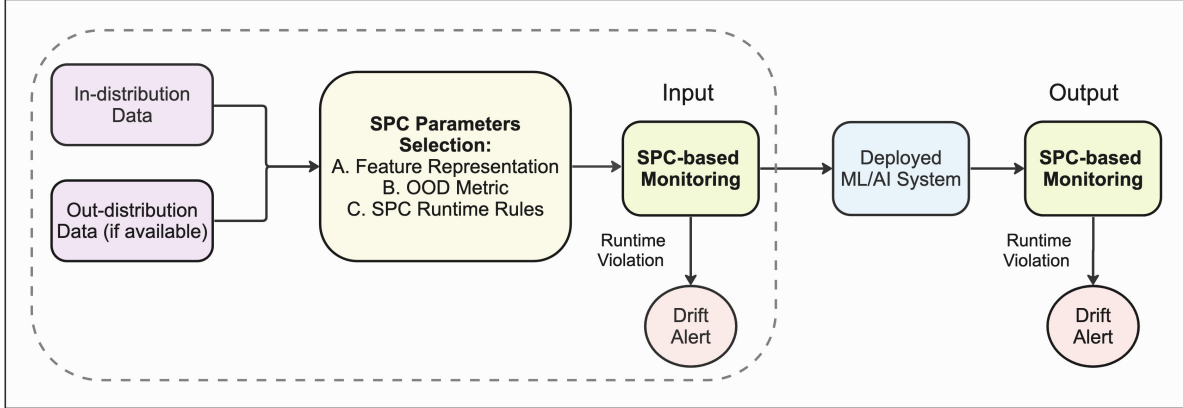 In-distribution
Data
Out-distribution
Data (if available)
SPC Parameters
Selection:
A. Feature Representation
B. OOD Metric
C. SPC Runtime Rules
Input
SPC-based
Monitoring
Runtime
Violation
Drift
Alert
Deployed
ML/AI System
Output
SPC-based
Monitoring
Runtime
Violation
Drift
Alert